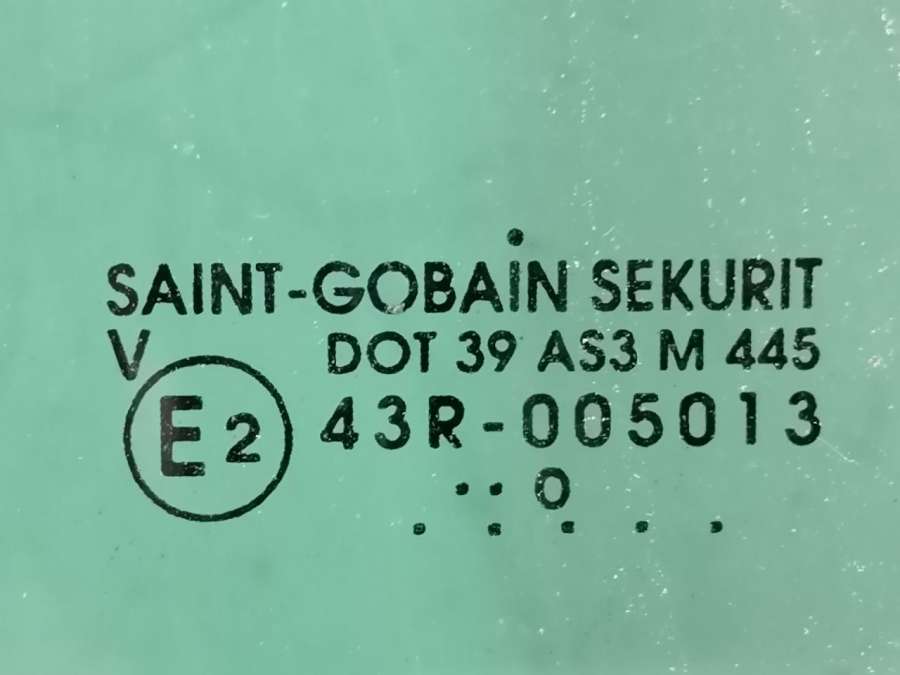 SAINT-GOBAIN SEKURIT
V DOT 39 AS3 M 445
E2 43R-005013
.. 0
. . . . .